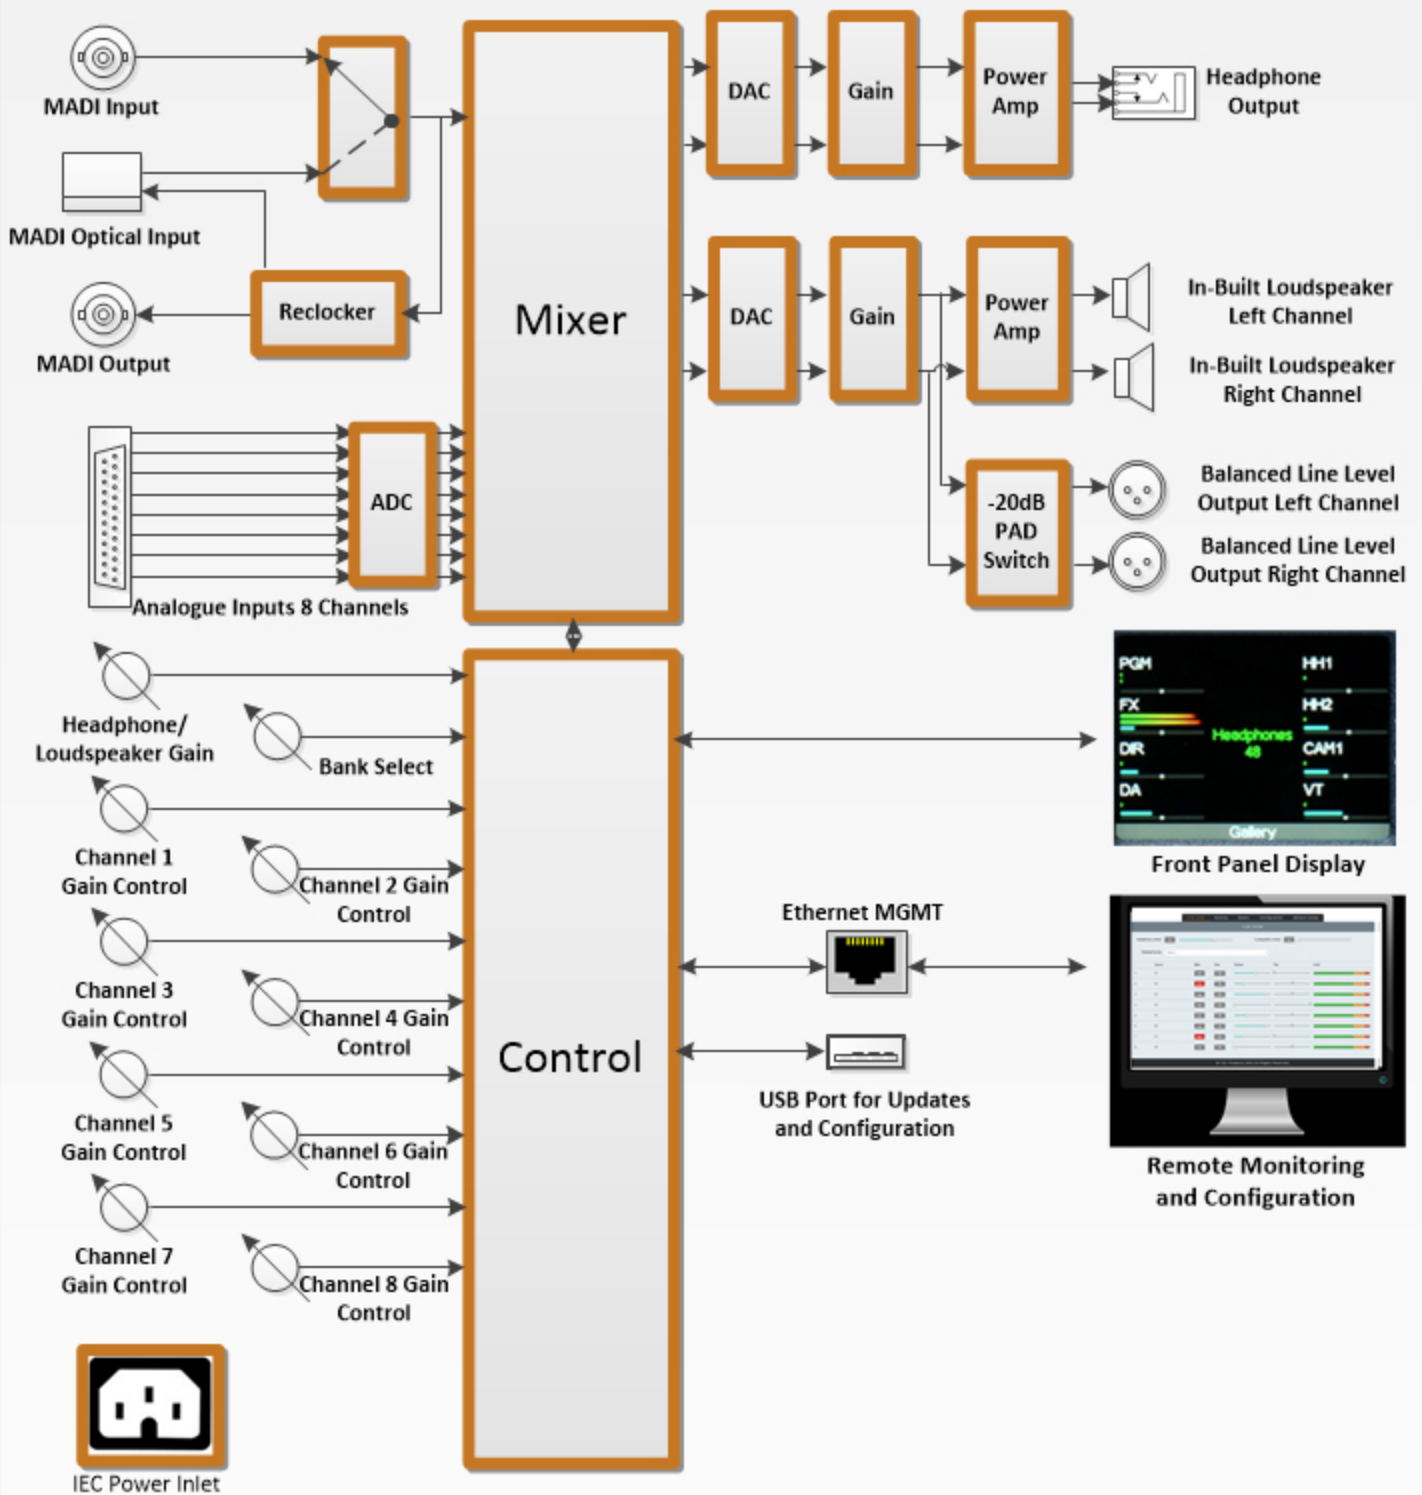 MADI Input
MADI Optical Input
MADI Output
Reclocker
ADC
Analogue Inputs 8 Channels
Mixer
DAC
Gain
Power
Amp
Headphone
Output
DAC
Gain
Power
Amp
In-Built Loudspeaker
Left Channel
In-Built Loudspeaker
Right Channel
-20dB
PAD
Switch
Balanced Line Level
Output Left Channel
Balanced Line Level
Output Right Channel
Headphone/
Loudspeaker Gain
Bank Select
Channel 1
Gain Control
Channel 2 Gain
Control
Channel 3
Gain Control
Channel 4 Gain
Control
Channel 5
Gain Control
Channel 6 Gain
Control
Channel 7
Gain Control
Channel 8 Gain
Control
Control
PGM
HH1
FX
HH2
Headphones
48
DIR
CAM1
DA
VT
Gallery
Front Panel Display
Ethernet MGMT
USB Port for Updates
and Configuration
Remote Monitoring
and Configuration
IEC Power Inlet